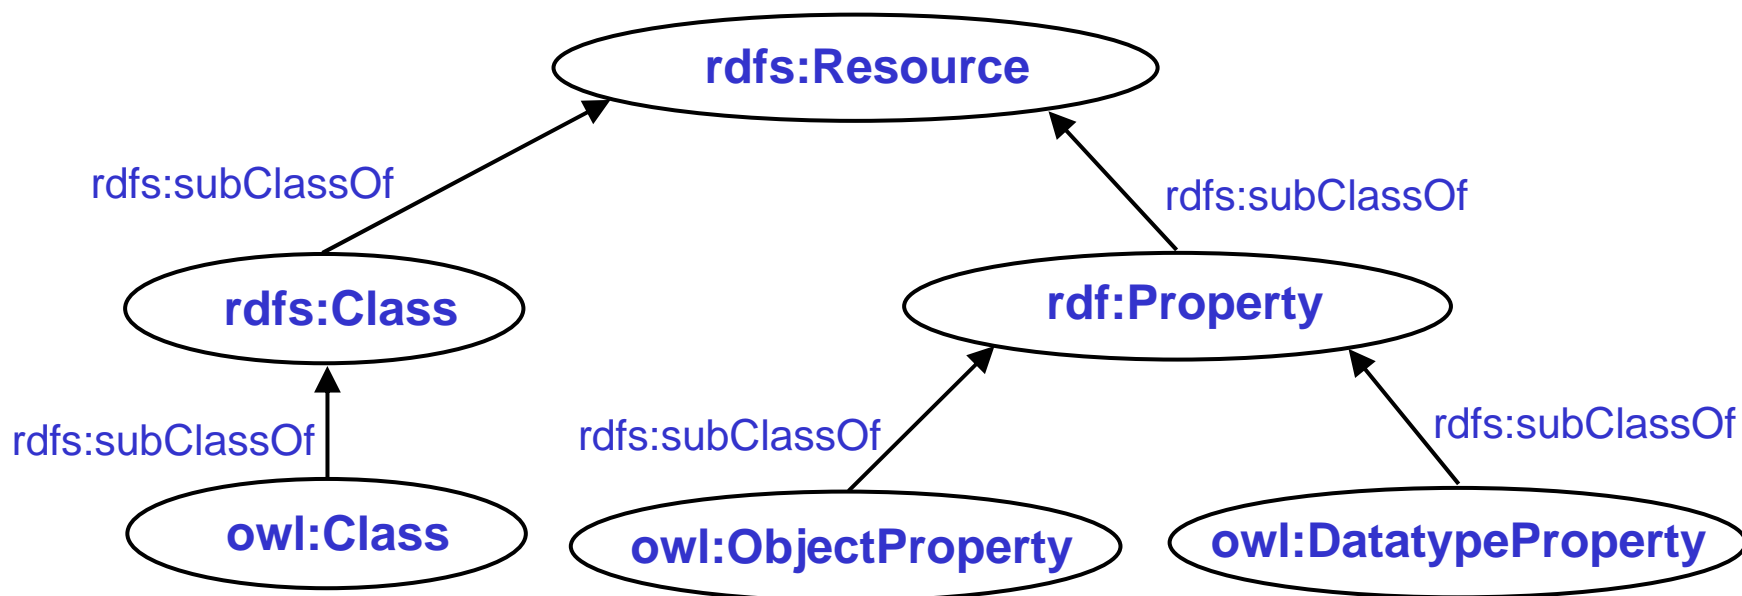 rdfs:Resource
rdfs:subClassOf
rdfs:subClassOf
rdfs:Class
rdf:Property
rdfs:subClassOf
rdfs:subClassOf
rdfs:subClassOf
owl:Class
owl:ObjectProperty
owl:DatatypeProperty